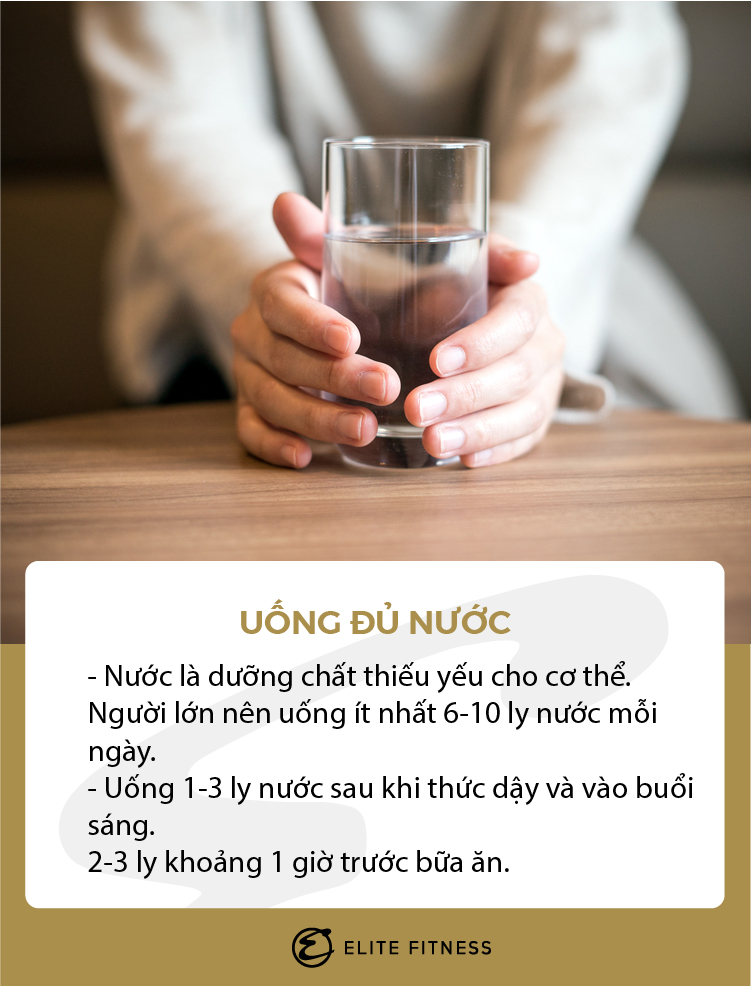 UỐNG ĐỦ NƯỚC
- Nước là dưỡng chất thiếu yếu cho cơ thể.
Người lớn nên uống ít nhất 6-10 ly nước mỗi
ngày.
- Uống 1-3 ly nước sau khi thức dậy và vào buổi
sáng.
2-3 ly khoảng 1 giờ trước bữa ăn.
ELITE FITNESS